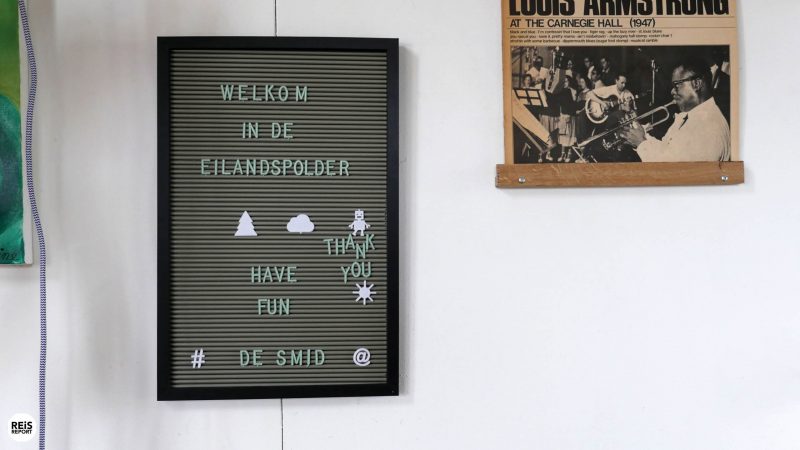 WELKOM
IN DE
EILANDSPOLDER
THANK
YOU
HAVE
FUN
# DE SMID @
LOUIS ARMSTRONG
AT THE CARNEGIE HALL (1947)
REiS
REPORT